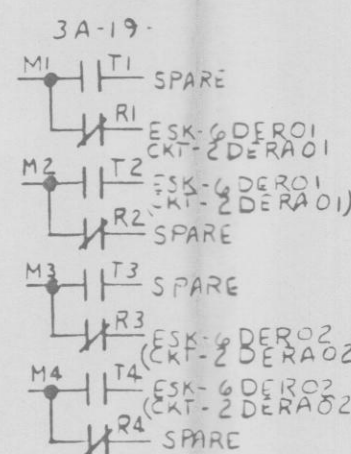 3A-19-
M1 T1 SPARE
R1 ESK-6DER01
CKT-2DERA01
M2 T2 ESK-6DER01
(CKT-2DERA01)
R2 SPARE
M3 T3 SPARE
R3 ESK-6DER02
(CKT-2DERA02
M4 T4 ESK-6DER02
(CKT-2DERA02
R4 SPARE